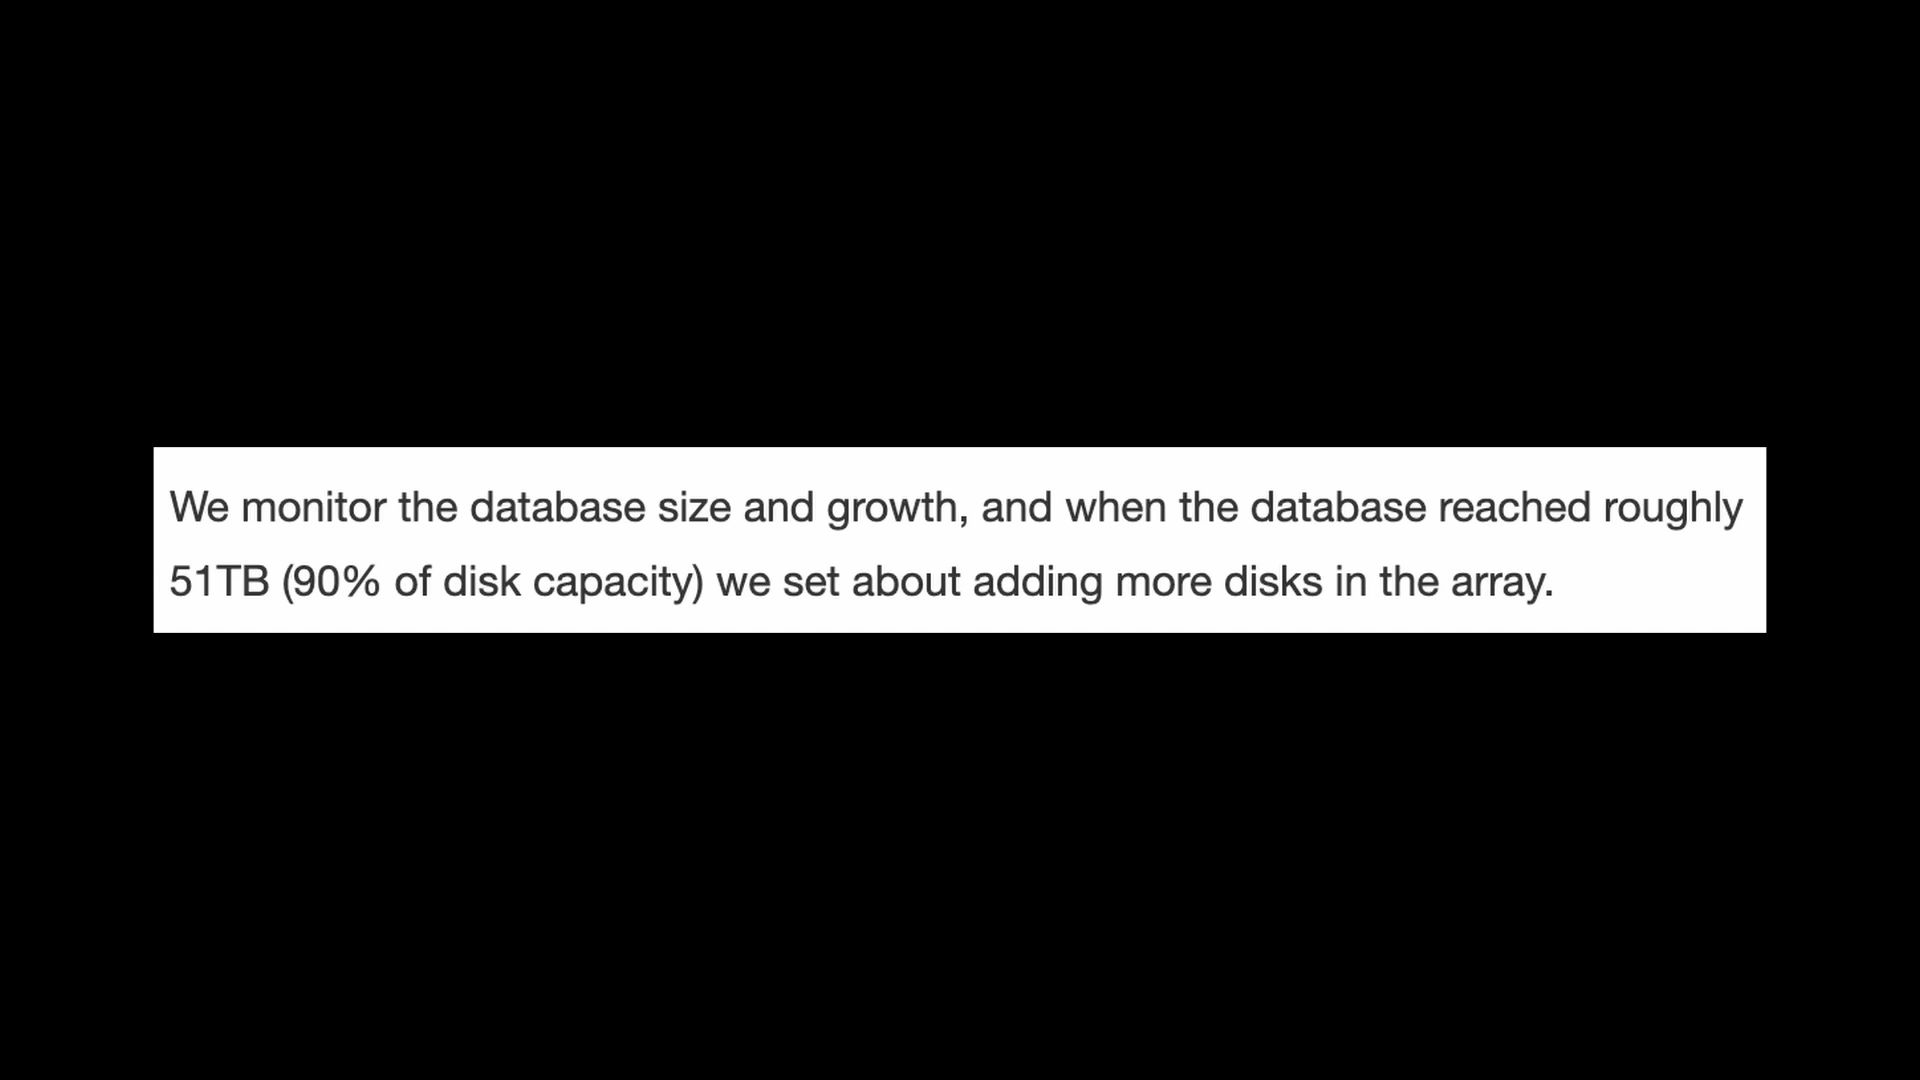 We monitor the database size and growth, and when the database reached roughly
51TB (90% of disk capacity) we set about adding more disks in the array.